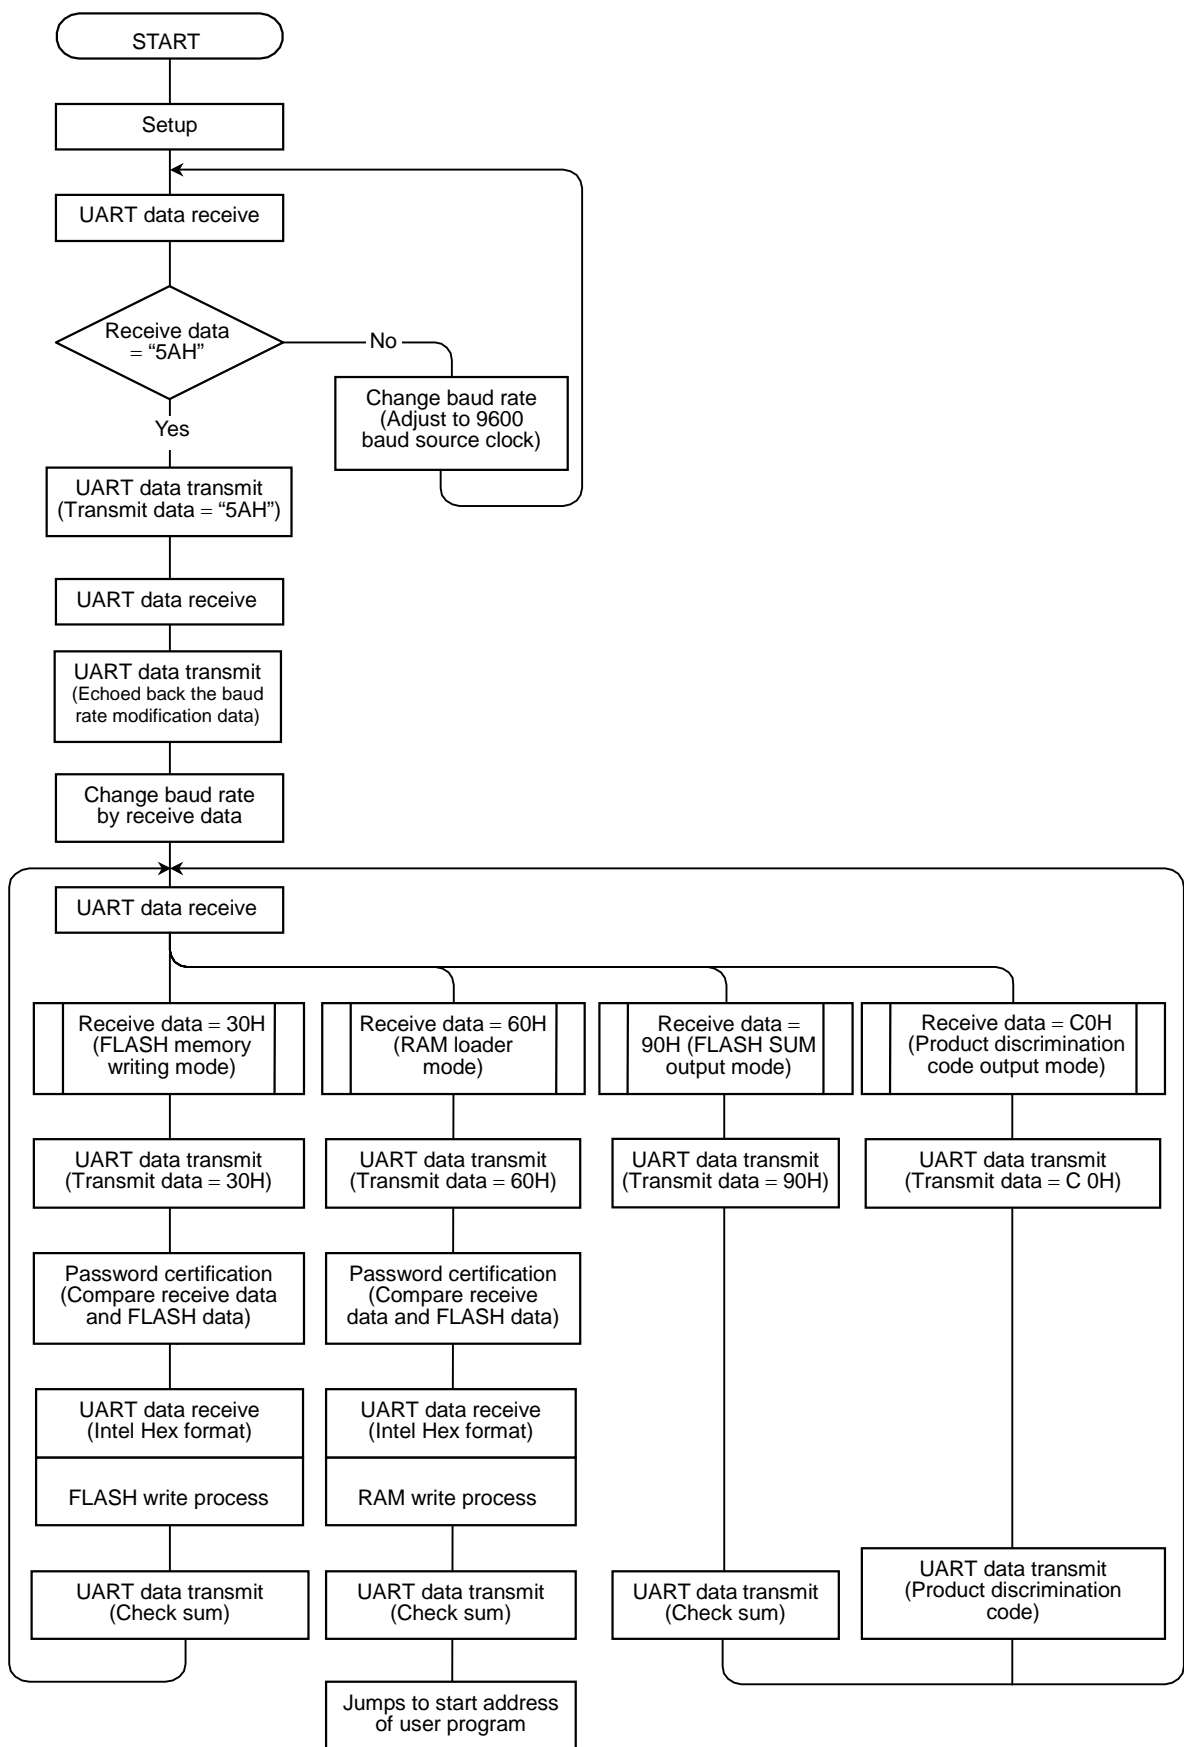 START
Setup
UART data receive
Receive data
= “5AH”
No
Change baud rate
(Adjust to 9600
baud source clock)
Yes
UART data transmit
(Transmit data = “5AH”)
UART data receive
UART data transmit
(Echoed back the baud
rate modification data)
Change baud rate
by receive data
UART data receive
Receive data = 30H
(FLASH memory
writing mode)
Receive data = 60H
(RAM loader
mode)
Receive data =
90H (FLASH SUM
output mode)
Receive data = C0H
(Product discrimination
code output mode)
UART data transmit
(Transmit data = 30H)
UART data transmit
(Transmit data = 60H)
UART data transmit
(Transmit data = 90H)
UART data transmit
(Transmit data = C 0H)
Password certification
(Compare receive data
and FLASH data)
Password certification
(Compare receive
data and FLASH data)
UART data receive
(Intel Hex format)
FLASH write process
UART data receive
(Intel Hex format)
RAM write process
UART data transmit
(Check sum)
UART data transmit
(Check sum)
UART data transmit
(Check sum)
UART data transmit
(Product discrimination
code)
Jumps to start address
of user program